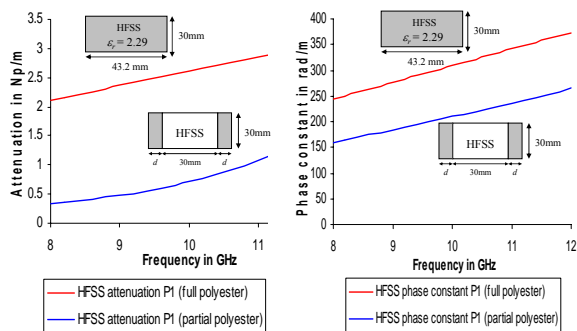 Attenuation in Np/m
3.5
3
2.5
2
1.5
1
0.5
0
8
9
10
11
Frequency in GHz
HFSS
εr = 2.29
30mm
43.2 mm
HFSS
30mm
d
30mm
d
HFSS attenuation P1 (full polyester)
HFSS attenuation P1 (partial polyester)
Phase constant in rad/m
400
350
300
250
200
150
100
50
0
8
9
10
11
12
Frequency in GHz
HFSS
εr = 2.29
30mm
43.2 mm
HFSS
30mm
d
30mm
d
HFSS phase constant P1 (full polyester)
HFSS phase constant P1 (partial polyester)